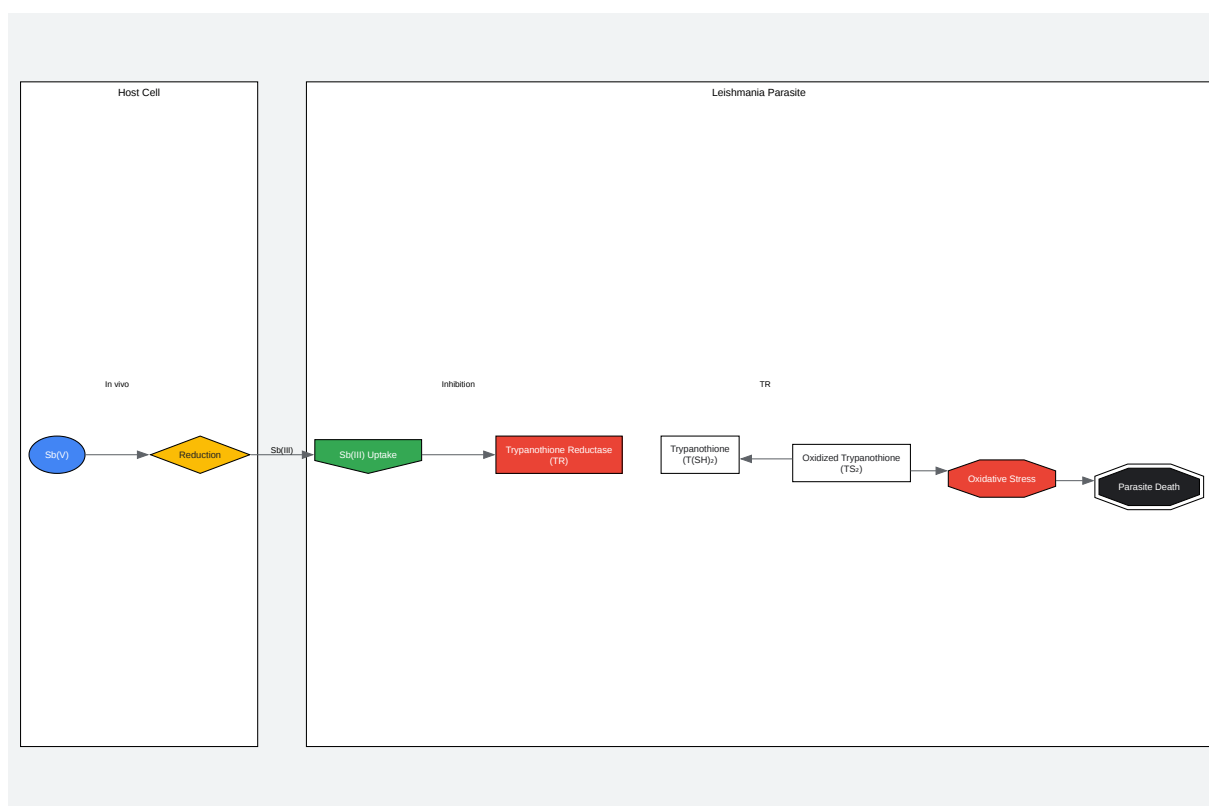 Host Cell
Leishmania Parasite
In vivo
Inhibition
TR
Sb(V)
Reduction
Sb(III)
Sb(III) Uptake
Trypanothione Reductase
(TR)
Trypanothione
(T(SH)₂)
Oxidized Trypanothione
(TS₂)
Oxidative Stress
Parasite Death